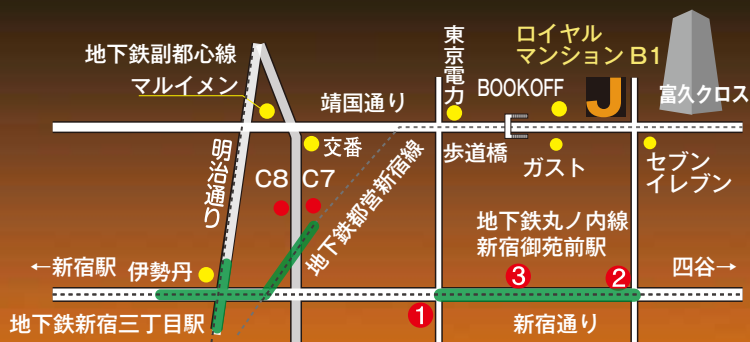 地下鉄副都心線
マルイメン
靖国通り
東京電力
ロイヤル
マンション B1
BOOKOFF
J
富久クロス
明治通り
交番
C8
C7
地下鉄都営新宿線
歩道橋
ガスト
セブン
イレブン
地下鉄丸ノ内線
新宿御苑前駅
←新宿駅
伊勢丹
3
2
四谷→
1
地下鉄新宿三丁目駅
新宿通り